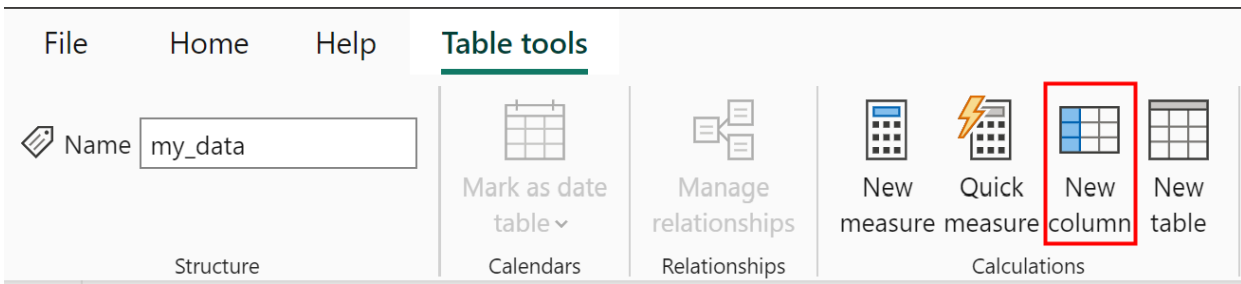 File Home Help Table tools
Name my_data
Mark as date
table
Manage
relationships
New
measure
Quick
measure
New
column
New
table
Structure Calendars Relationships Calculations